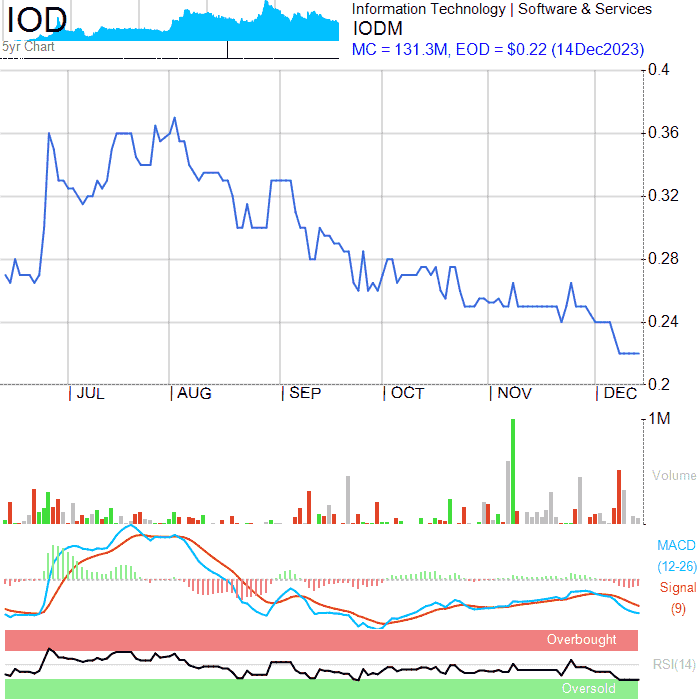 IOD
5yr Chart
Information Technology | Software & Services
IODM
MC = 131.3M, EOD = $0.22 (14Dec2023)
0.4
0.36
0.32
0.28
0.24
0.2
JUL AUG SEP OCT NOV DEC
1M
Volume
MACD
(12-26)
Signal
(9)
Overbought
RSI(14)
Oversold